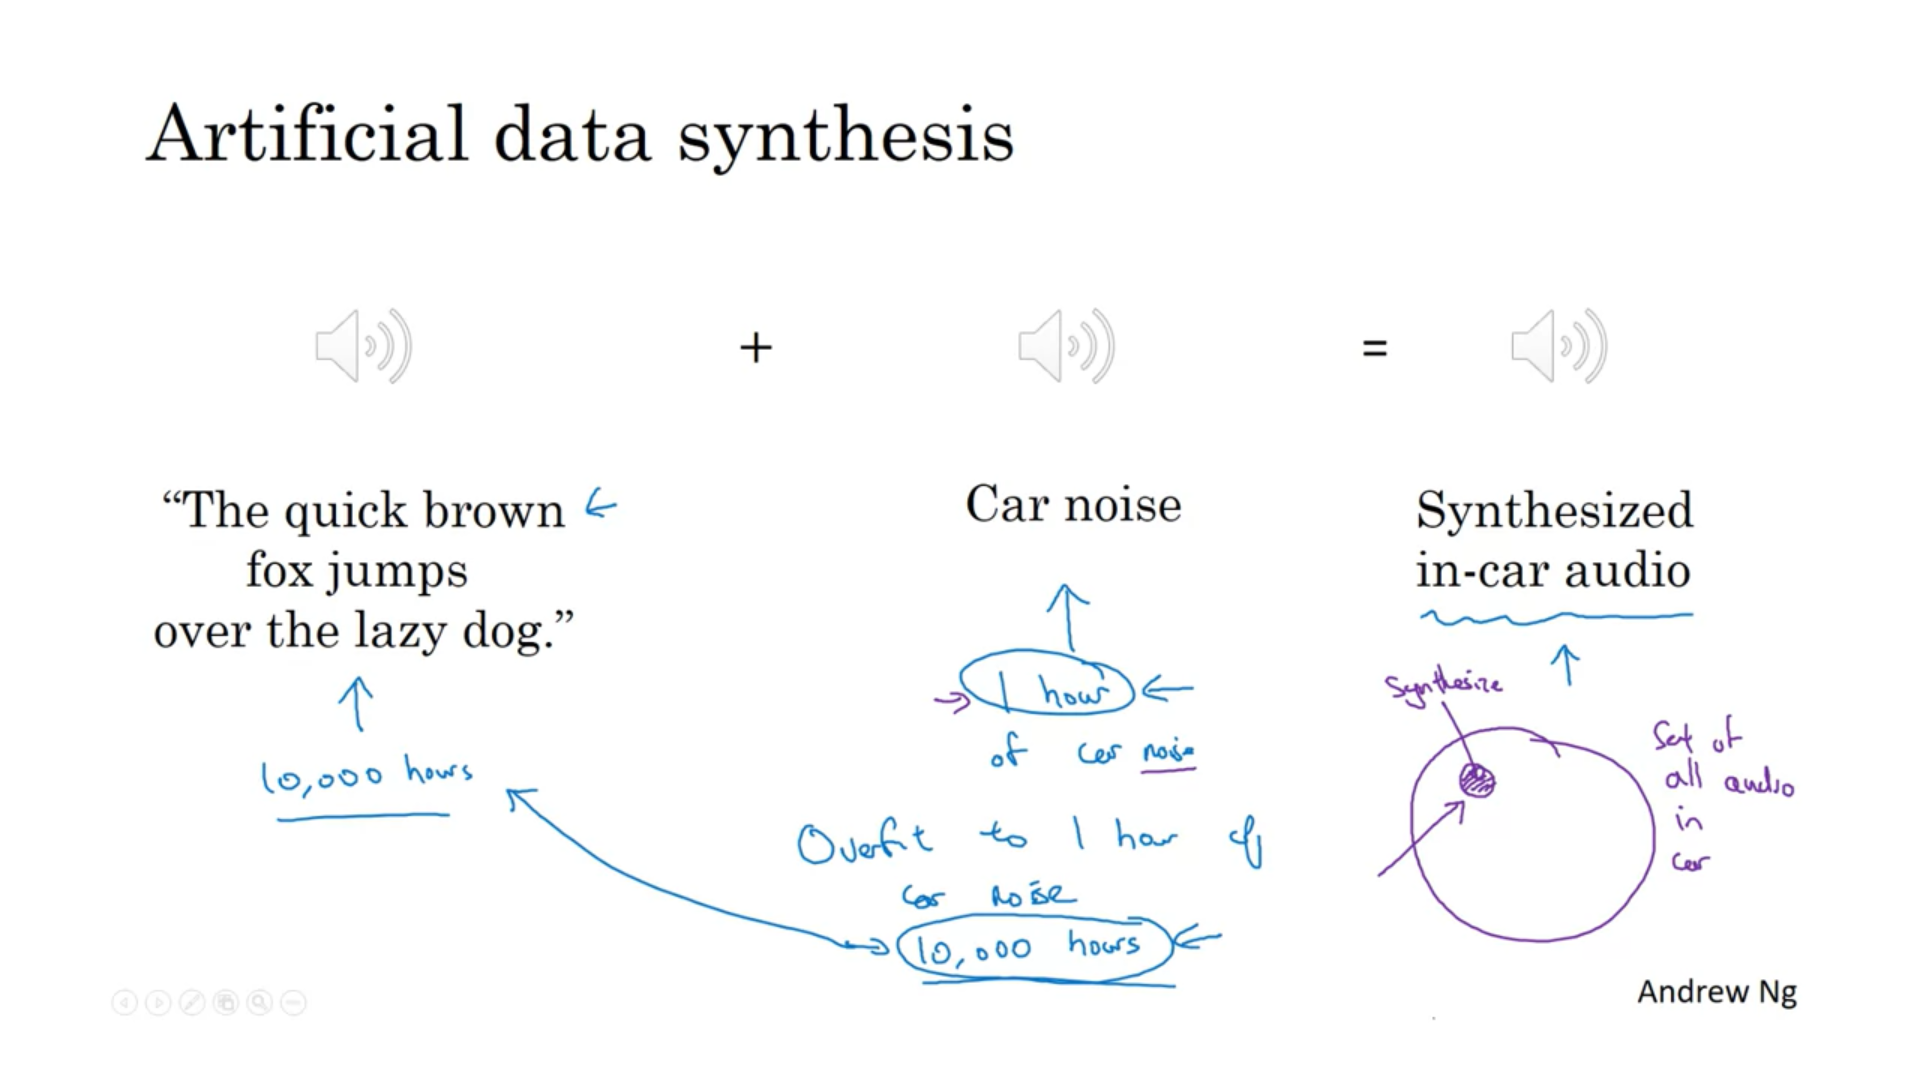 Artificial data synthesis
+
=
“The quick brown
fox jumps
over the lazy dog.”
10,000 hours
Car noise
1 hour
of car noise
Overfit to 1 hour of
car noise
10,000 hours
Synthesized
in-car audio
Synthesize
Set of
all audio
in
car
Andrew Ng